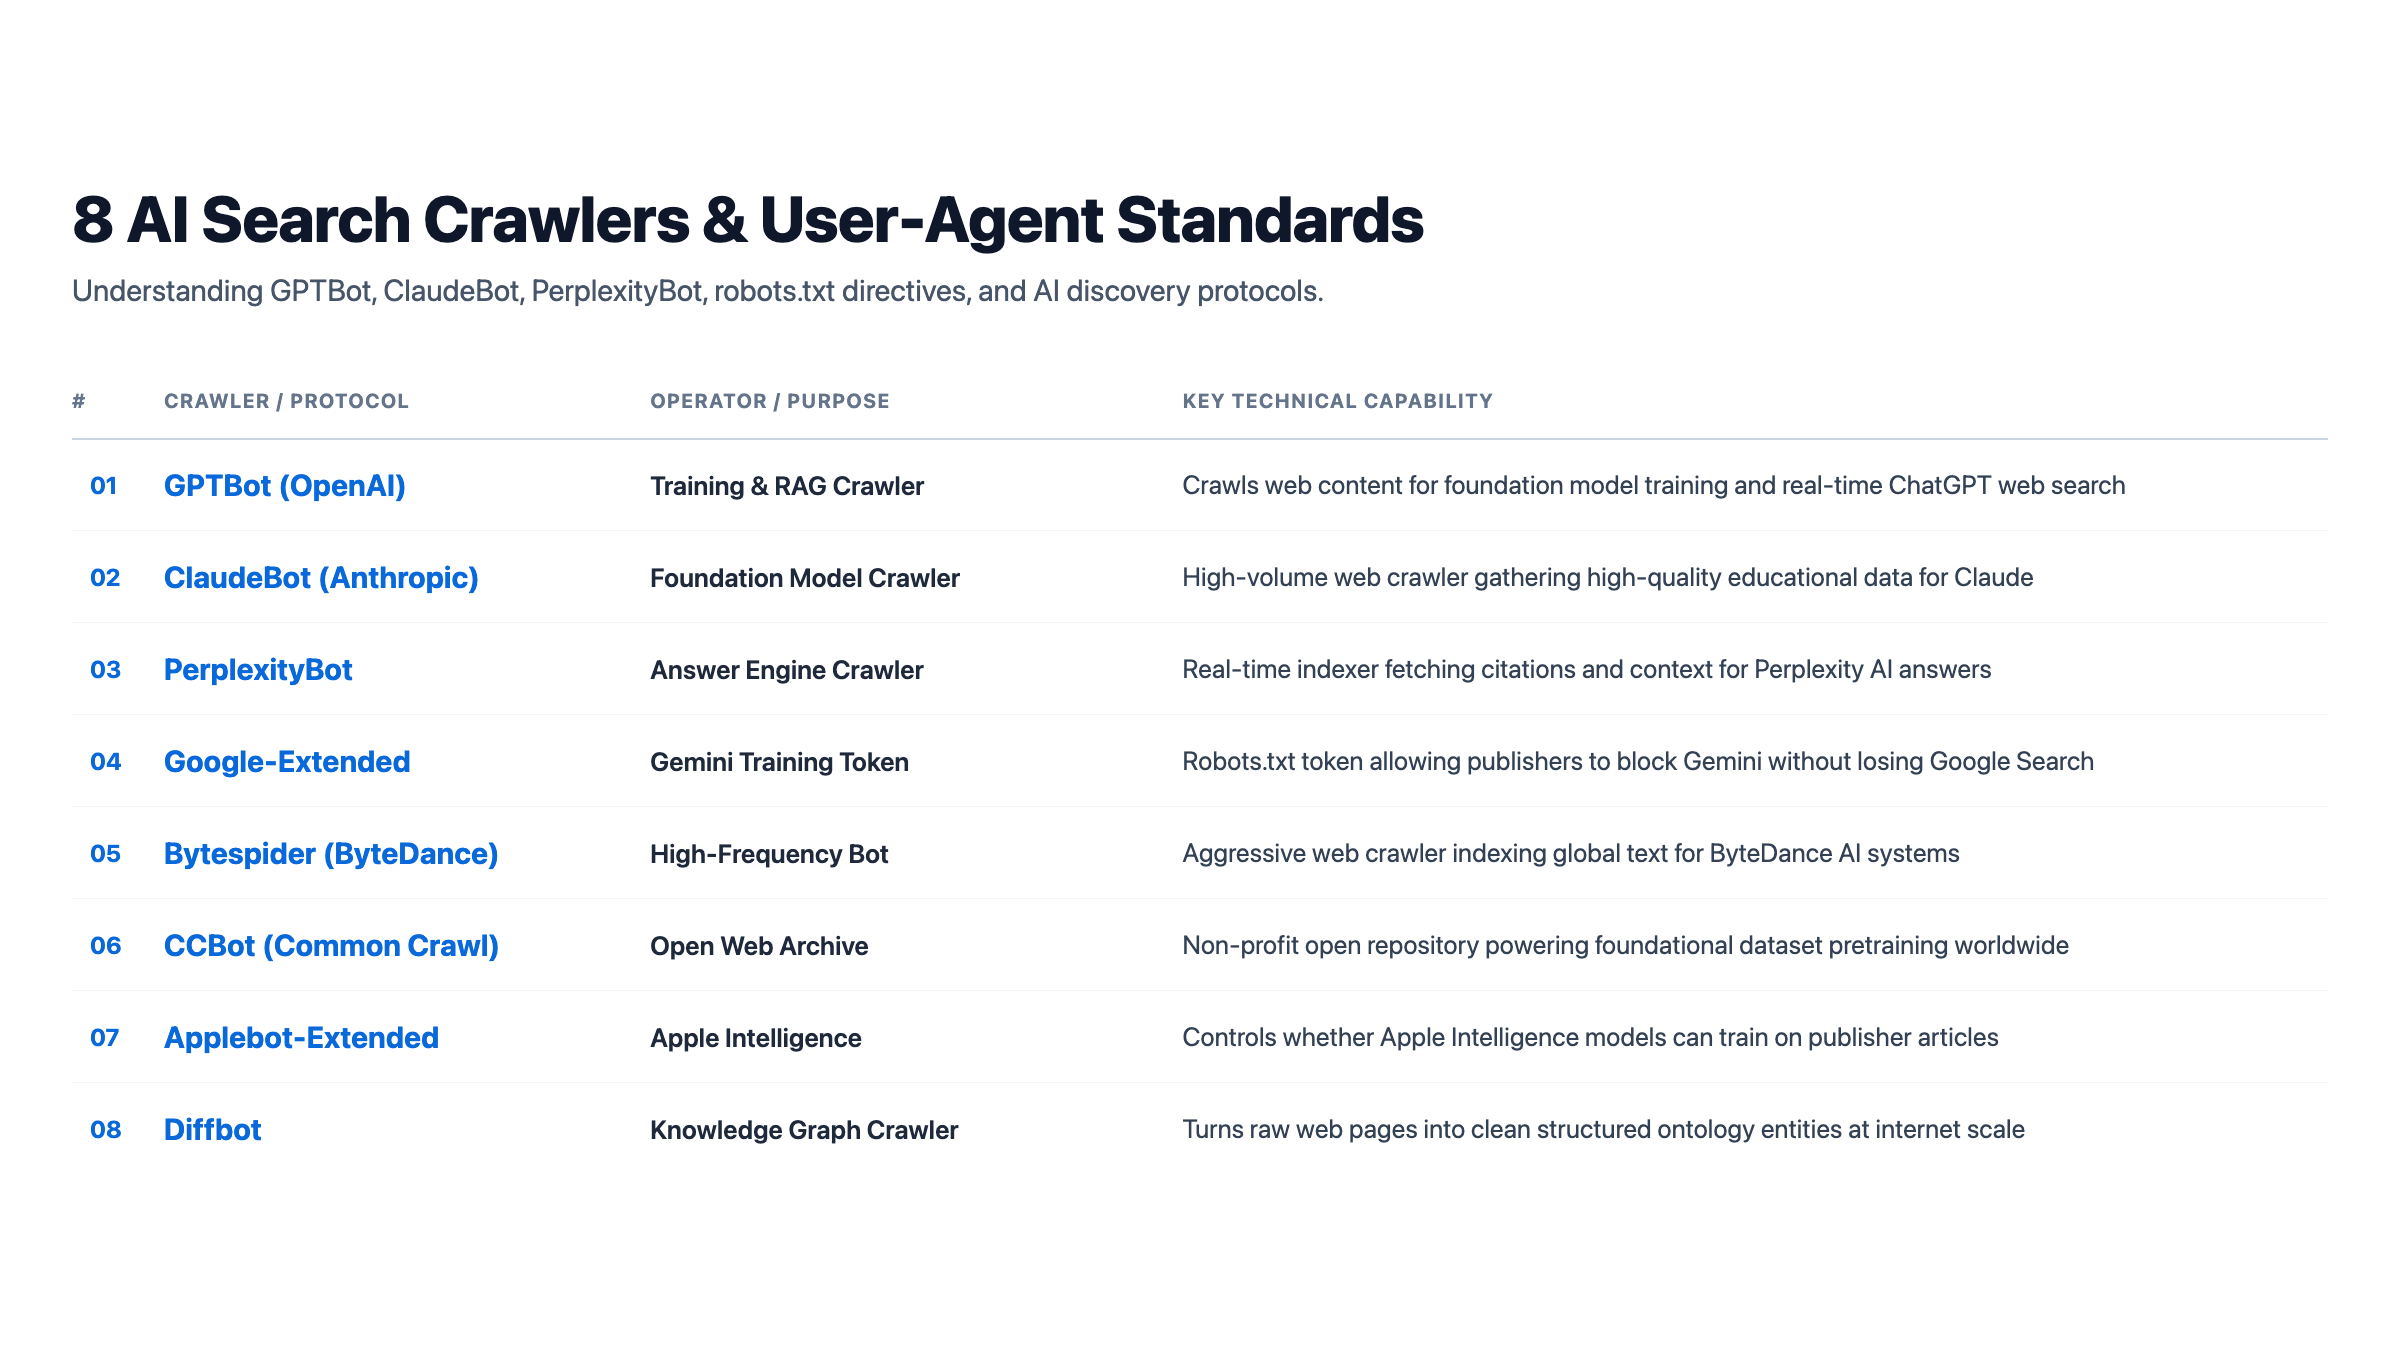 8 AI Search Crawlers & User-Agent Standards
Understanding GPTBot, ClaudeBot, PerplexityBot, robots.txt directives, and AI discovery protocols.
# CRAWLER / PROTOCOL OPERATOR / PURPOSE KEY TECHNICAL CAPABILITY
01 GPTBot (OpenAI) Training & RAG Crawler Crawls web content for foundation model training and real-time ChatGPT web search
02 ClaudeBot (Anthropic) Foundation Model Crawler High-volume web crawler gathering high-quality educational data for Claude
03 PerplexityBot Answer Engine Crawler Real-time indexer fetching citations and context for Perplexity AI answers
04 Google-Extended Gemini Training Token Robots.txt token allowing publishers to block Gemini without losing Google Search
05 Bytespider (ByteDance) High-Frequency Bot Aggressive web crawler indexing global text for ByteDance AI systems
06 CCBot (Common Crawl) Open Web Archive Non-profit open repository powering foundational dataset pretraining worldwide
07 Applebot-Extended Apple Intelligence Controls whether Apple Intelligence models can train on publisher articles
08 Diffbot Knowledge Graph Crawler Turns raw web pages into clean structured ontology entities at internet scale